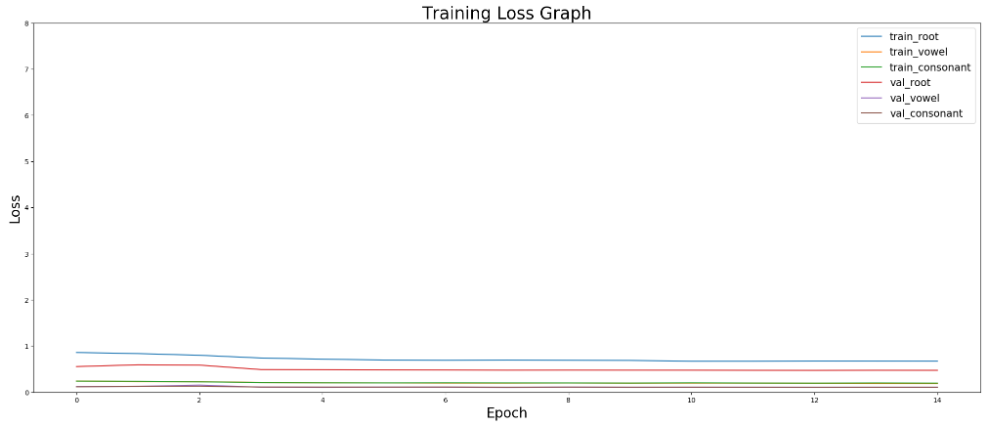 Training Loss Graph
8
7
6
5
4
3
2
1
0
Loss
train_root
train_vowel
train_consonant
val_root
val_vowel
val_consonant
0 2 4 6 8 10 12 14
Epoch